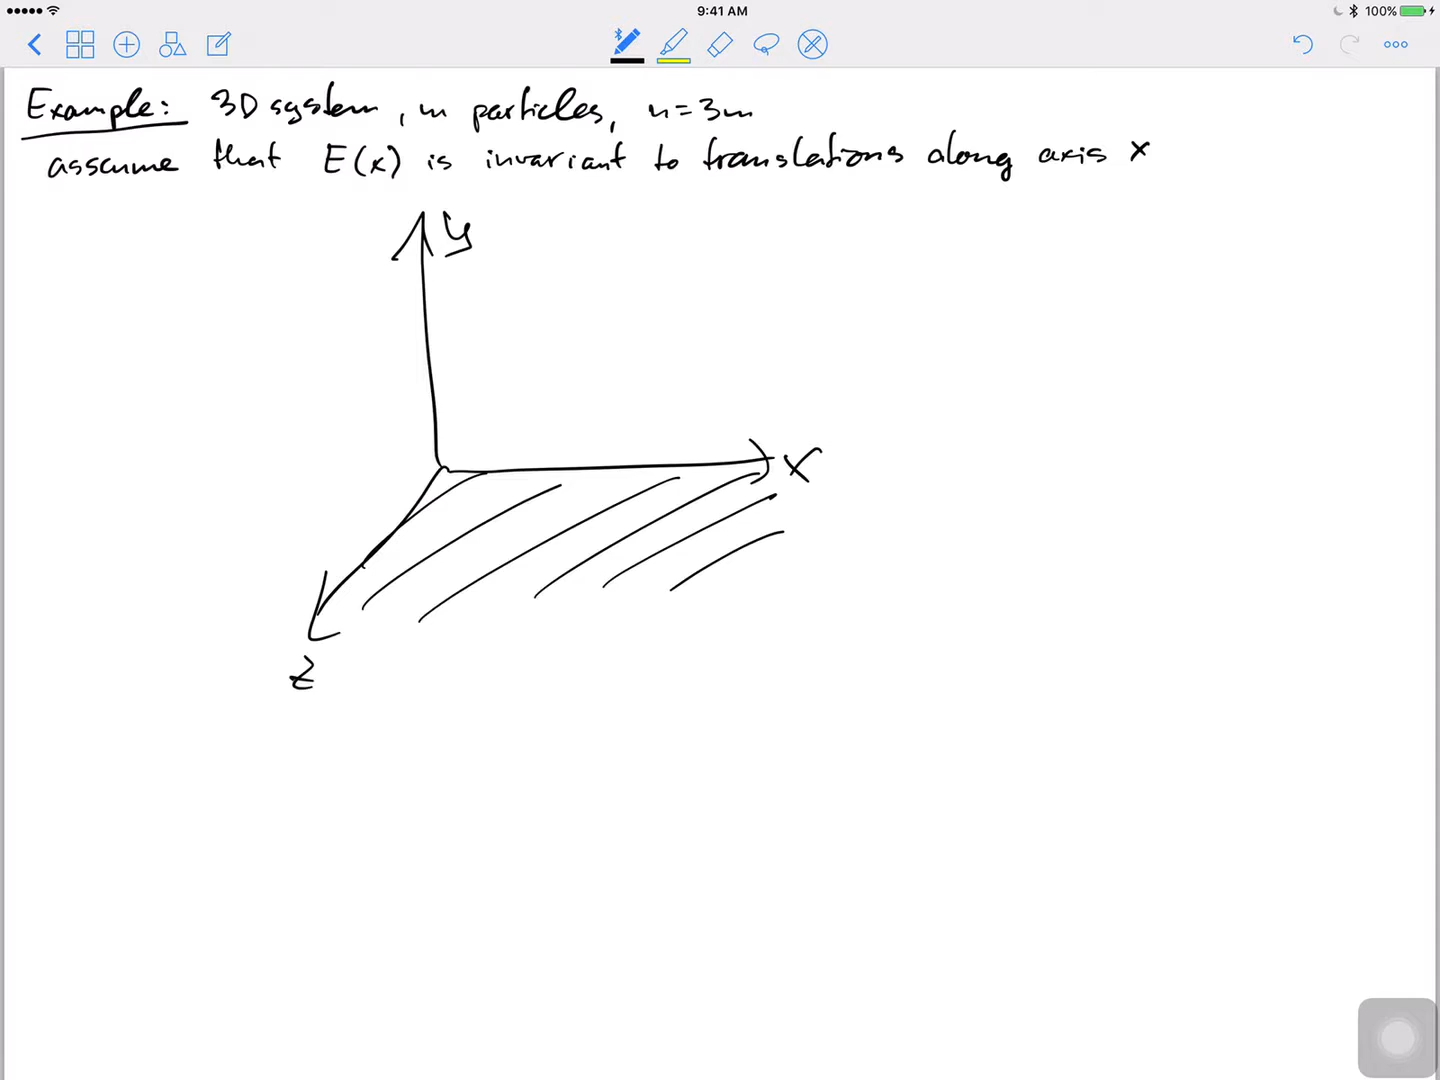 9:41 AM
100%
Example: 3D system, m particles, n=3m
assume that E(x) is invariant to translations along axis x
y
x
z